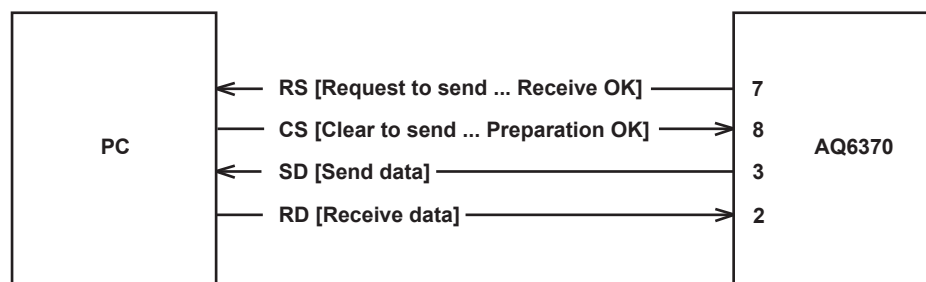 RS [Request to send ... Receive OK] 7
CS [Clear to send ... Preparation OK] 8
PC
AQ6370
SD [Send data] 3
RD [Receive data] 2